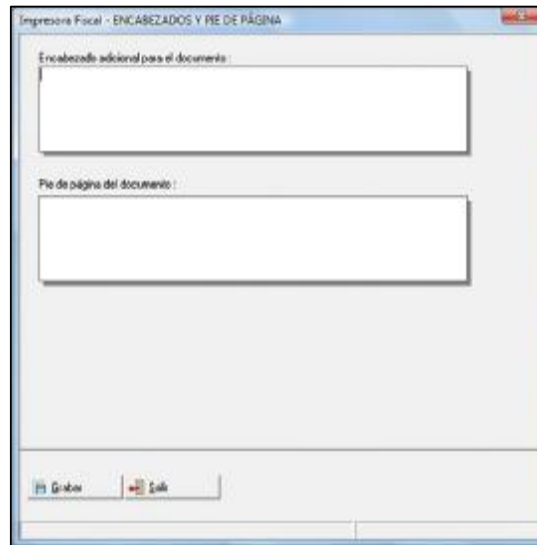 Impresora Fiscal - ENCABEZADOS Y PIE DE PÁGINA
Encabezado adicional para el documento :
Pie de página del documento :
Grabar
Salir